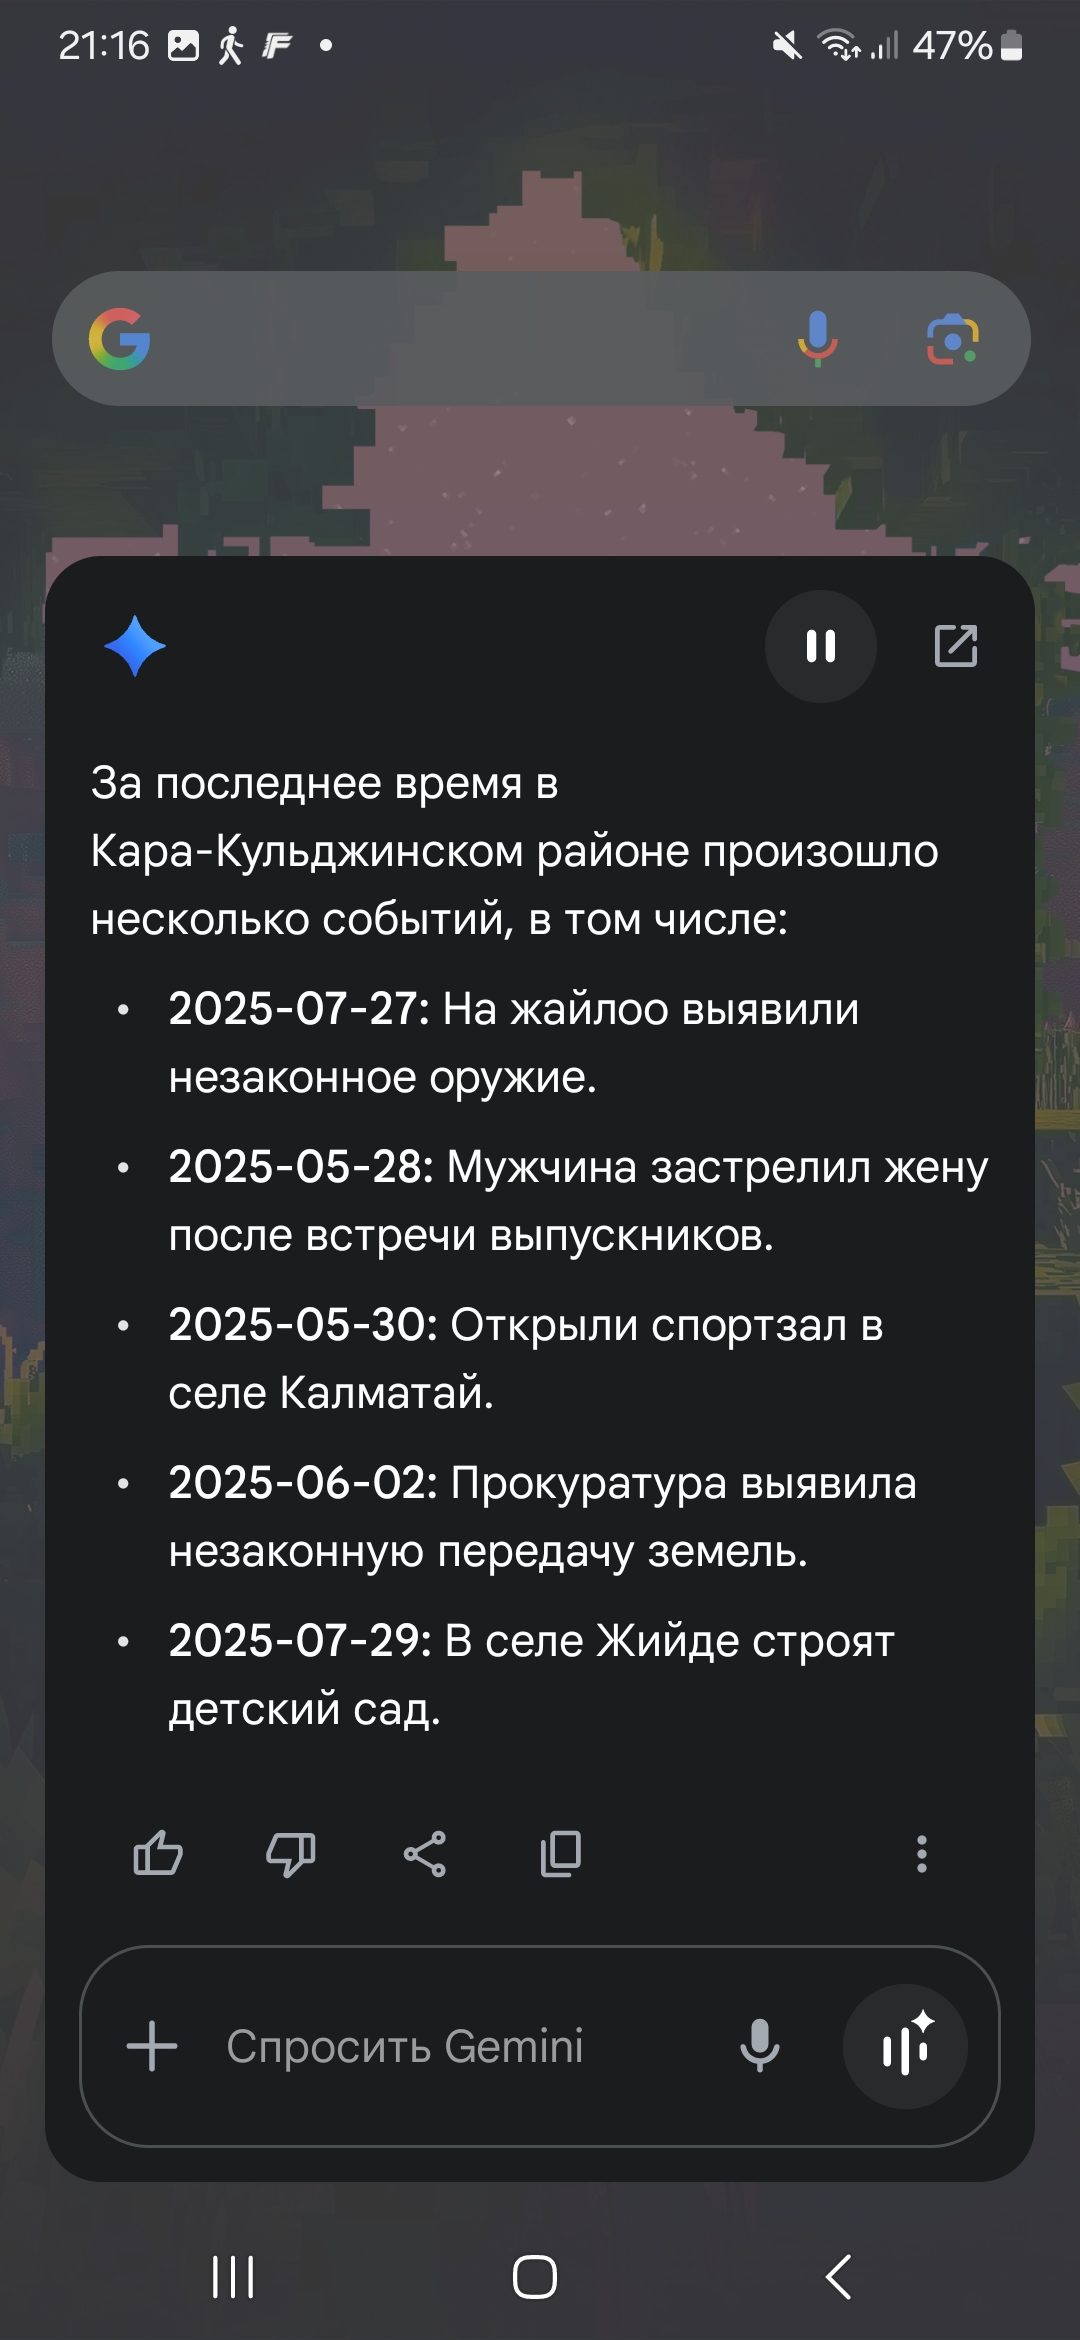 21:16
47%
За последнее время в
Кара-Кульджинском районе произошло
несколько событий, в том числе:
• 2025-07-27: На жайлоо выявили
незаконное оружие.
• 2025-05-28: Мужчина застрелил жену
после встречи выпускников.
• 2025-05-30: Открыли спортзал в
селе Калматай.
• 2025-06-02: Прокуратура выявила
незаконную передачу земель.
• 2025-07-29: В селе Жийде строят
детский сад.
Спросить Gemini